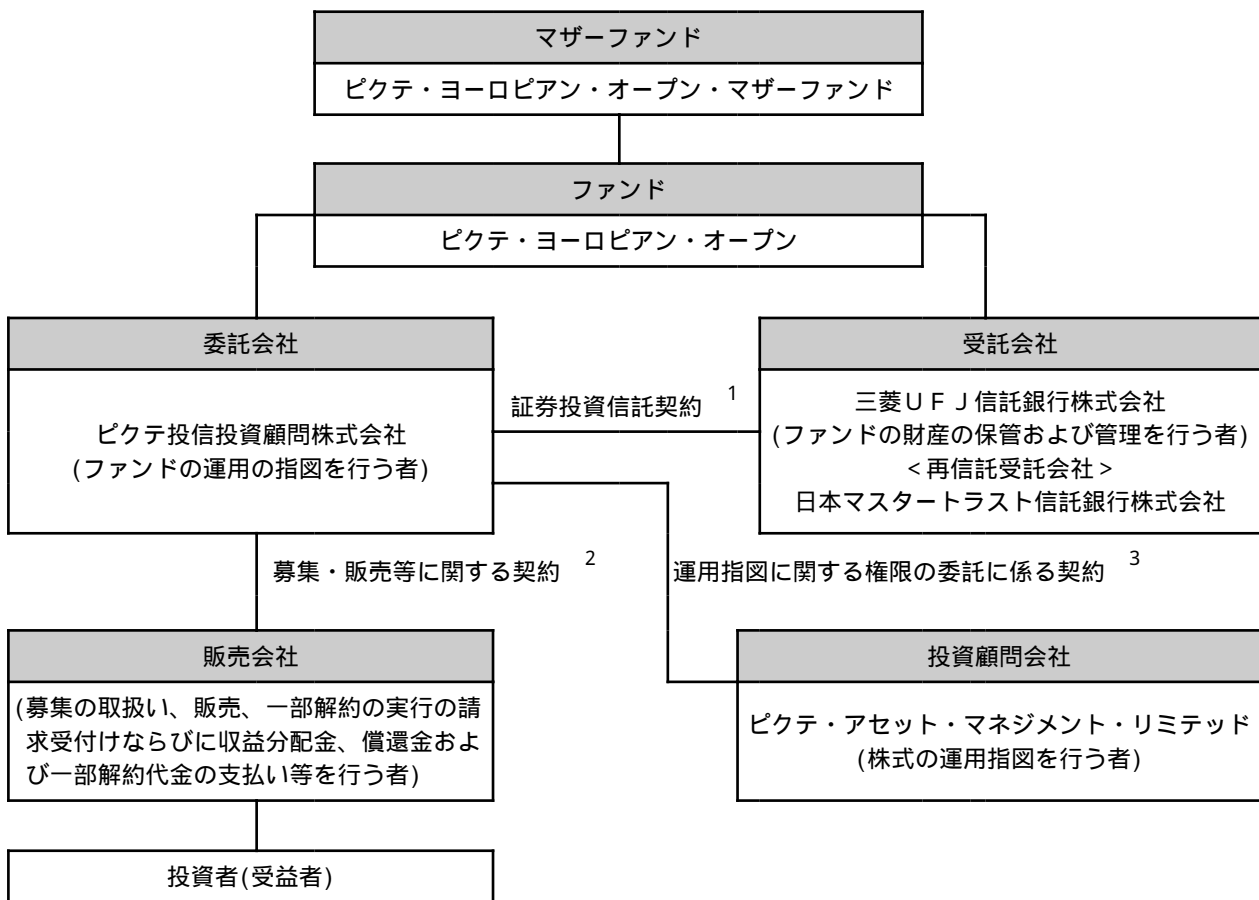 マザーファンド
ピクテ・ヨーロピアン・オープン・マザーファンド
ファンド
ピクテ・ヨーロピアン・オープン
委託会社
ピクテ投信投資顧問株式会社
(ファンドの運用の指図を行う者)
証券投資信託契約 1
受託会社
三菱UFJ信託銀行株式会社
(ファンドの財産の保管および管理を行う者)
<再信託受託会社>
日本マスタートラスト信託銀行株式会社
募集・販売等に関する契約 2
運用指図に関する権限の委託に係る契約 3
販売会社
(募集の取扱い、販売、一部解約の実行の請
求受付けならびに収益分配金、償還金およ
び一部解約代金の支払い等を行う者)
投資顧問会社
ピクテ・アセット・マネジメント・リミテッド
(株式の運用指図を行う者)
投資者(受益者)